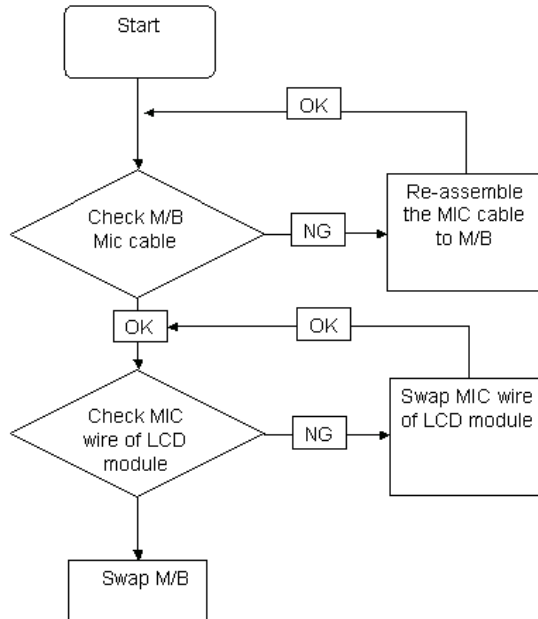 Start
OK
Check M/B
Mic cable
NG
Re-assemble
the MIC cable
to M/B
OK
OK
Check MIC
wire of LCD
module
NG
Swap MIC wire
of LCD module
Swap M/B